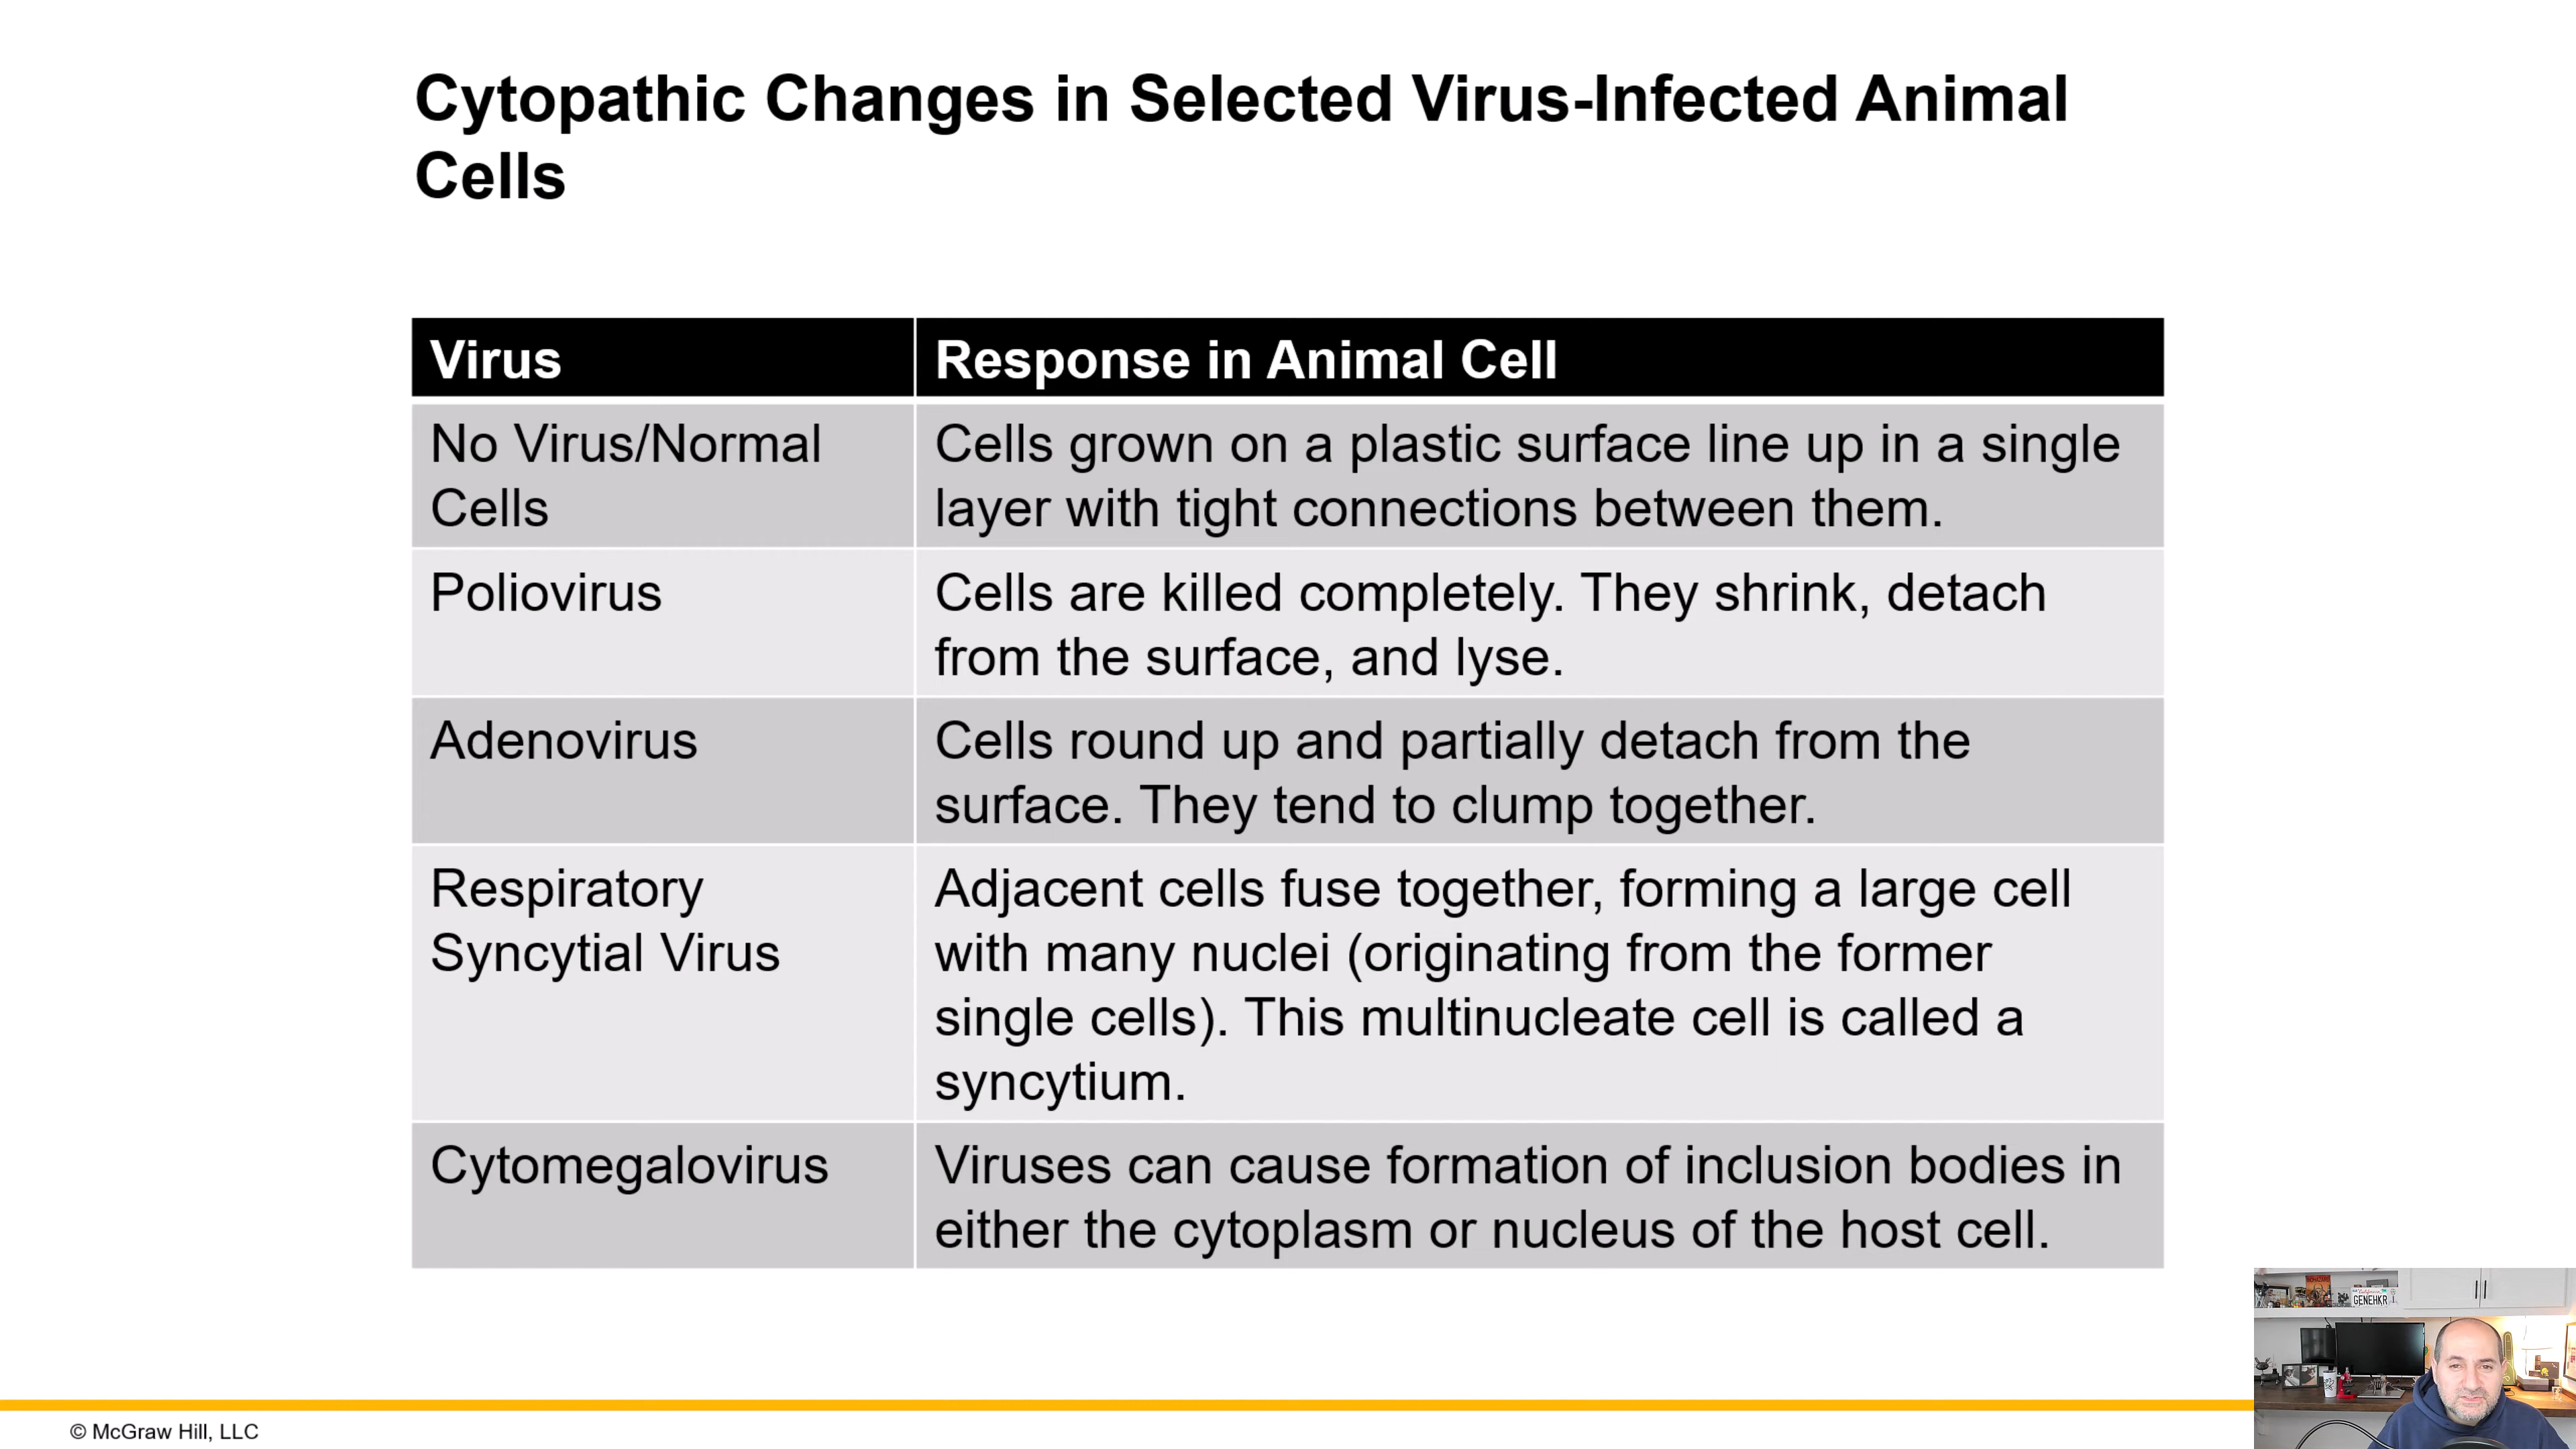 Cytopathic Changes in Selected Virus-Infected Animal
Cells
Virus
Response in Animal Cell
No Virus/Normal
Cells
Cells grown on a plastic surface line up in a single
layer with tight connections between them.
Poliovirus
Cells are killed completely. They shrink, detach
from the surface, and lyse.
Adenovirus
Cells round up and partially detach from the
surface. They tend to clump together.
Respiratory
Syncytial Virus
Adjacent cells fuse together, forming a large cell
with many nuclei (originating from the former
single cells). This multinucleate cell is called a
syncytium.
Cytomegalovirus
Viruses can cause formation of inclusion bodies in
either the cytoplasm or nucleus of the host cell.
© McGraw Hill, LLC
GENEHKR